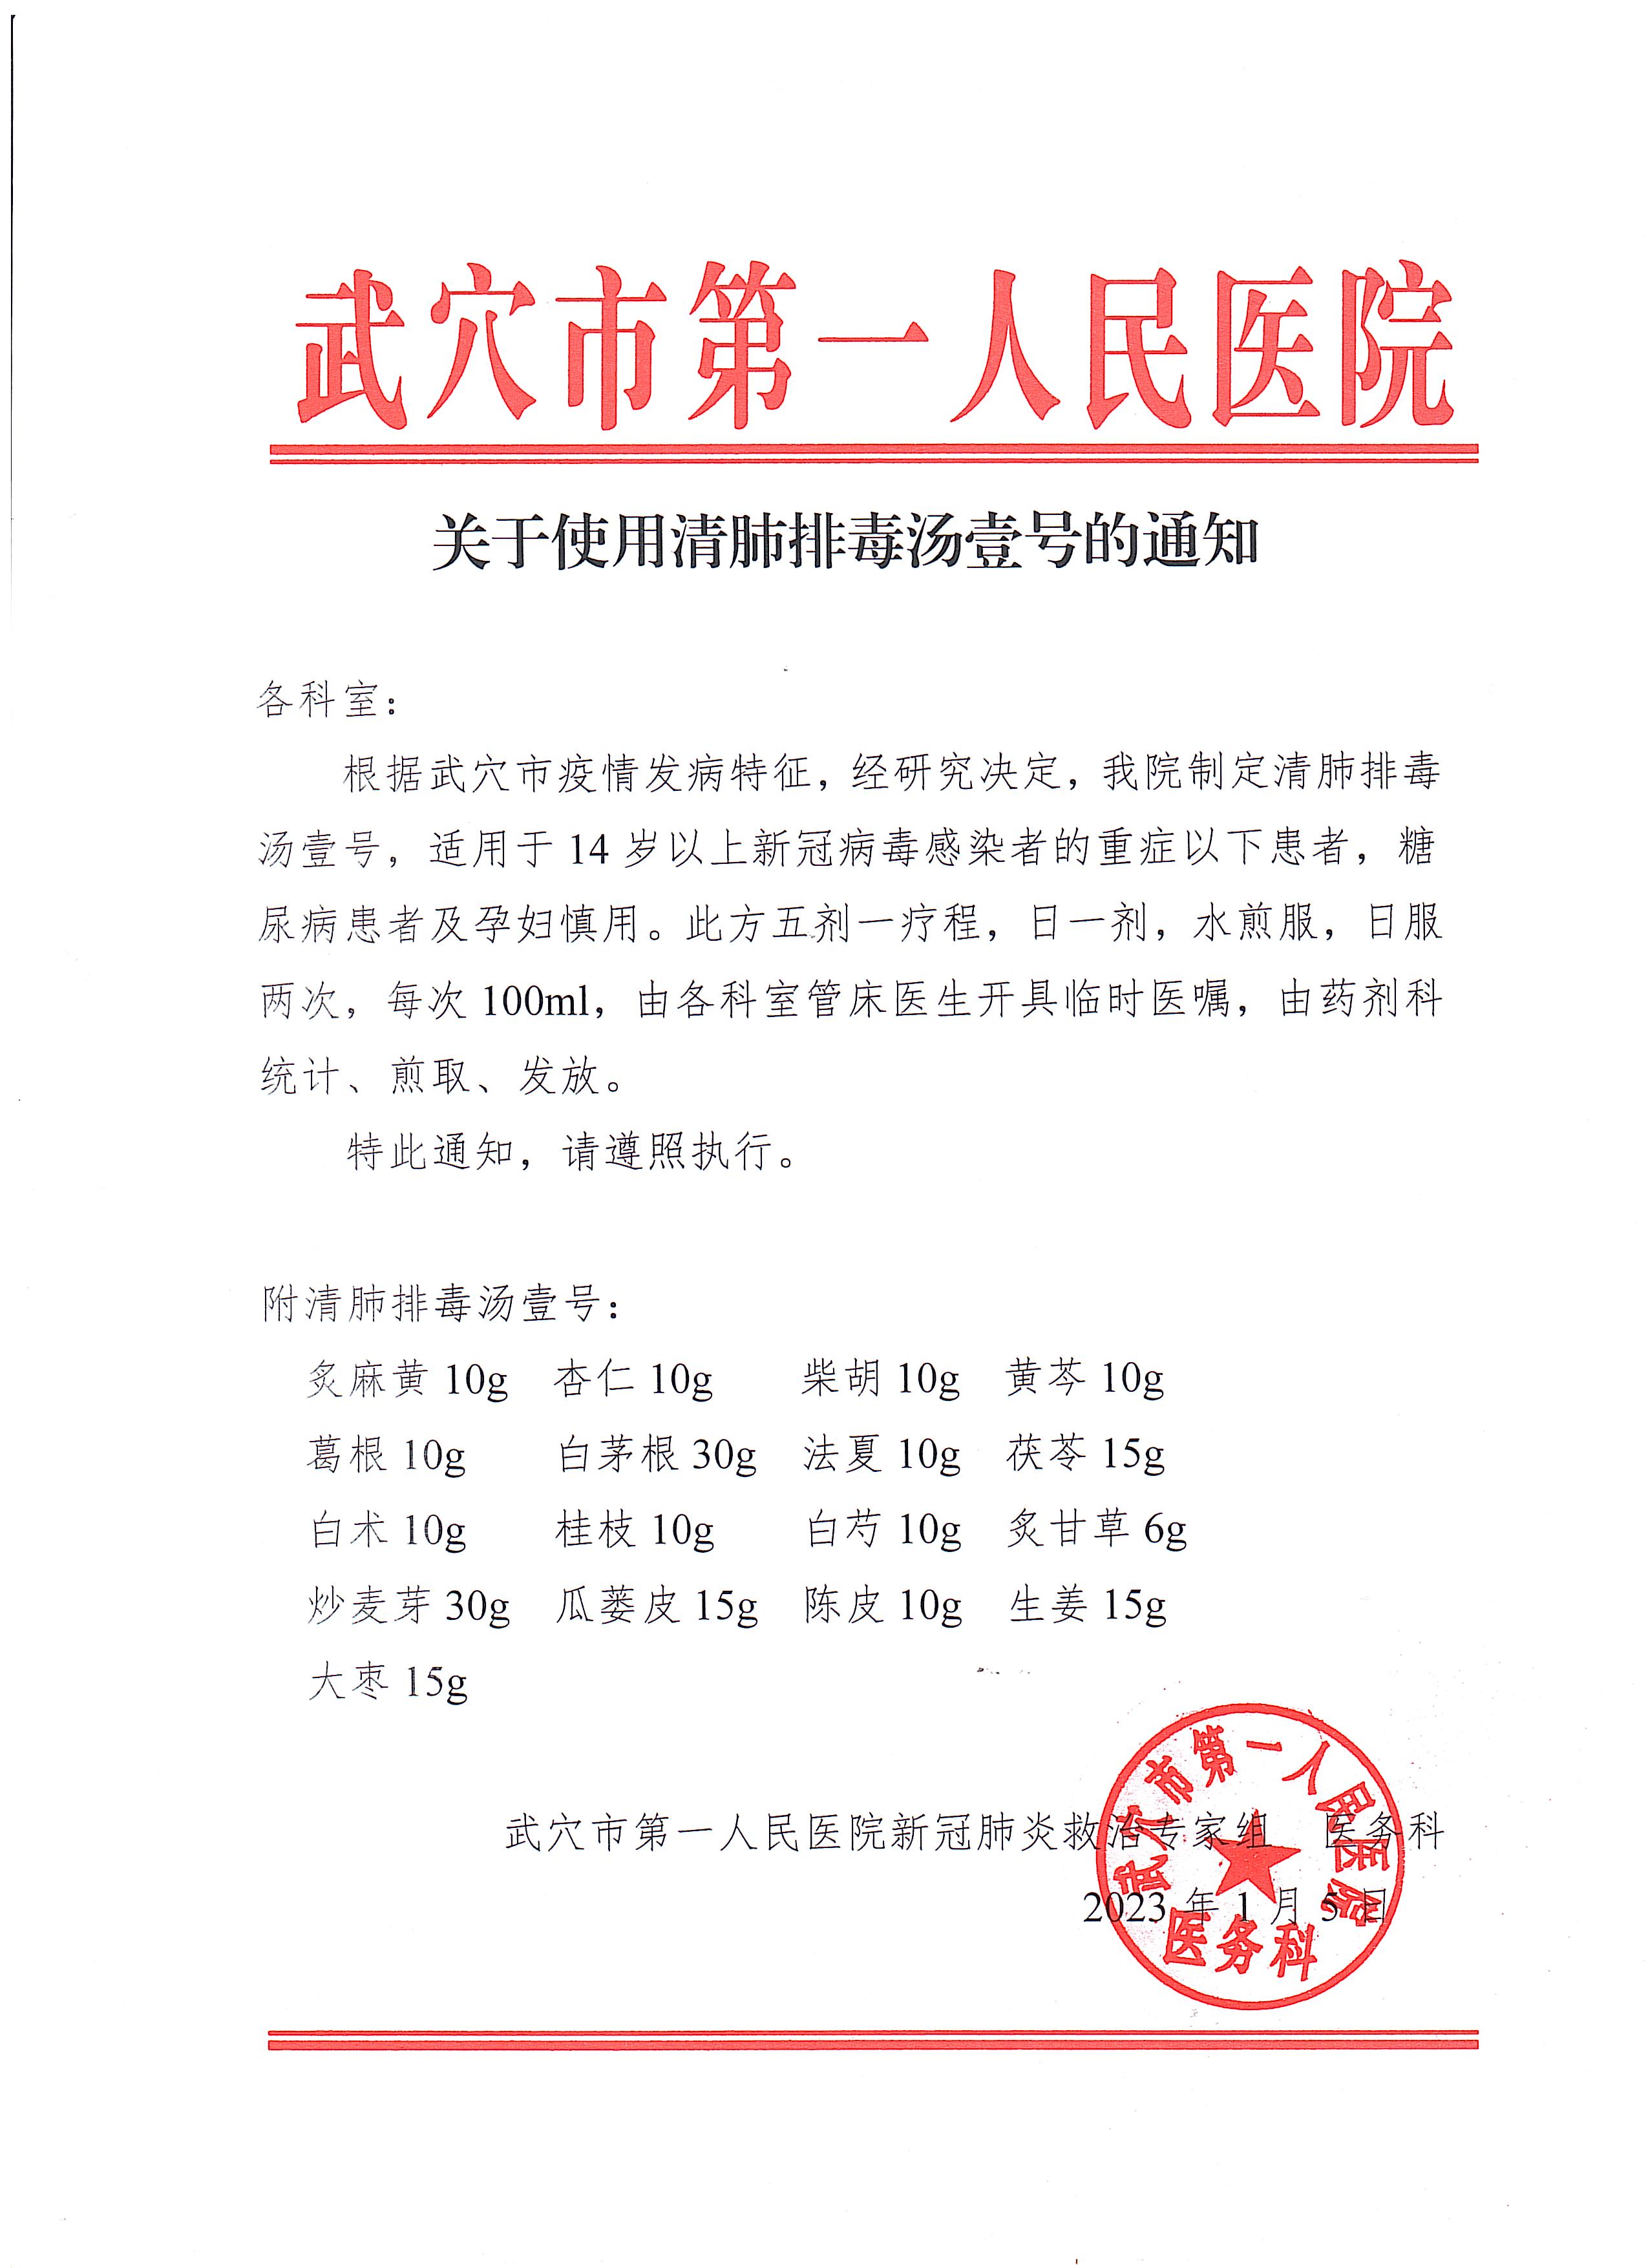 武穴市第一人民医院
关于使用清肺排毒汤壹号的通知
各科室：
根据武穴市疫情发病特征，经研究决定，我院制定清肺排毒
汤壹号，适用于 14 岁以上新冠病毒感染者的重症以下患者，糖
尿病患者及孕妇慎用。此方五剂一疗程，日一剂，水煎服，日服
两次，每次 100ml，由各科室管床医生开具临时医嘱，由药剂科
统计、煎取、发放。
特此通知，请遵照执行。
附清肺排毒汤壹号：
炙麻黄 10g 杏仁 10g 柴胡 10g 黄芩 10g
葛根 10g 白茅根 30g 法夏 10g 茯苓 15g
白术 10g 桂枝 10g 白芍 10g 炙甘草 6g
炒麦芽 30g 瓜蒌皮 15g 陈皮 10g 生姜 15g
大枣 15g
武穴市第一人民医院新冠肺炎救治专家组 医务科
2023 年 1 月 5 日
武穴市第一人民医院
医务科